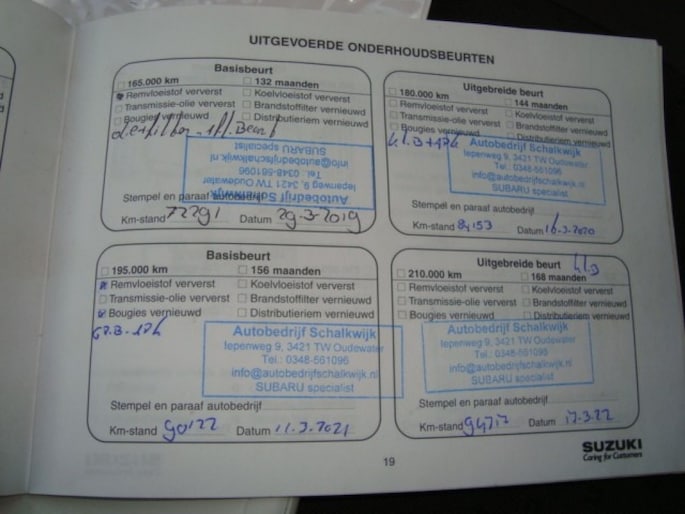 UITGEVOERDE ONDERHOUDSBEURTEN
Basisbeurt
165.000 km 132 maanden
Remvloeistof ververst Koelvloeistof ververst
Transmissie-olie ververst Brandstoffilter vernieuwd
Bougies vernieuwd Distributieriem vernieuwd
Autobedrijf Schalkwijk
Iepenweg 9, 3421 TW Oudewater
Tel.: 0348-561096
info@autobedrijfschalkwijk.nl
SUBARU specialist
Stempel en paraaf autobedrijf
Km-stand 72291 Datum 29-3-2019
Uitgebreide beurt
180.000 km 144 maanden
Remvloeistof ververst Koelvloeistof ververst
Transmissie-olie ververst Brandstoffilter vernieuwd
Bougies vernieuwd Distributieriem vernieuwd
Autobedrijf Schalkwijk
Iepenweg 9, 3421 TW Oudewater
Tel.: 0348-561096
info@autobedrijfschalkwijk.nl
SUBARU specialist
Stempel en paraaf autobedrijf
Km-stand 84153 Datum 16-3-2020
Basisbeurt
195.000 km 156 maanden
Remvloeistof ververst Koelvloeistof ververst
Transmissie-olie ververst Brandstoffilter vernieuwd
Bougies vernieuwd Distributieriem vernieuwd
Autobedrijf Schalkwijk
Iepenweg 9, 3421 TW Oudewater
Tel.: 0348-561096
info@autobedrijfschalkwijk.nl
SUBARU specialist
Stempel en paraaf autobedrijf
Km-stand 90122 Datum 11-3-2021
Uitgebreide beurt
210.000 km 168 maanden
Remvloeistof ververst Koelvloeistof ververst
Transmissie-olie ververst Brandstoffilter vernieuwd
Bougies vernieuwd Distributieriem vernieuwd
Autobedrijf Schalkwijk
Iepenweg 9, 3421 TW Oudewater
Tel.: 0348-561096
info@autobedrijfschalkwijk.nl
SUBARU specialist
Stempel en paraaf autobedrijf
Km-stand Datum 17-3-22
19
SUZUKI
Caring for Customers